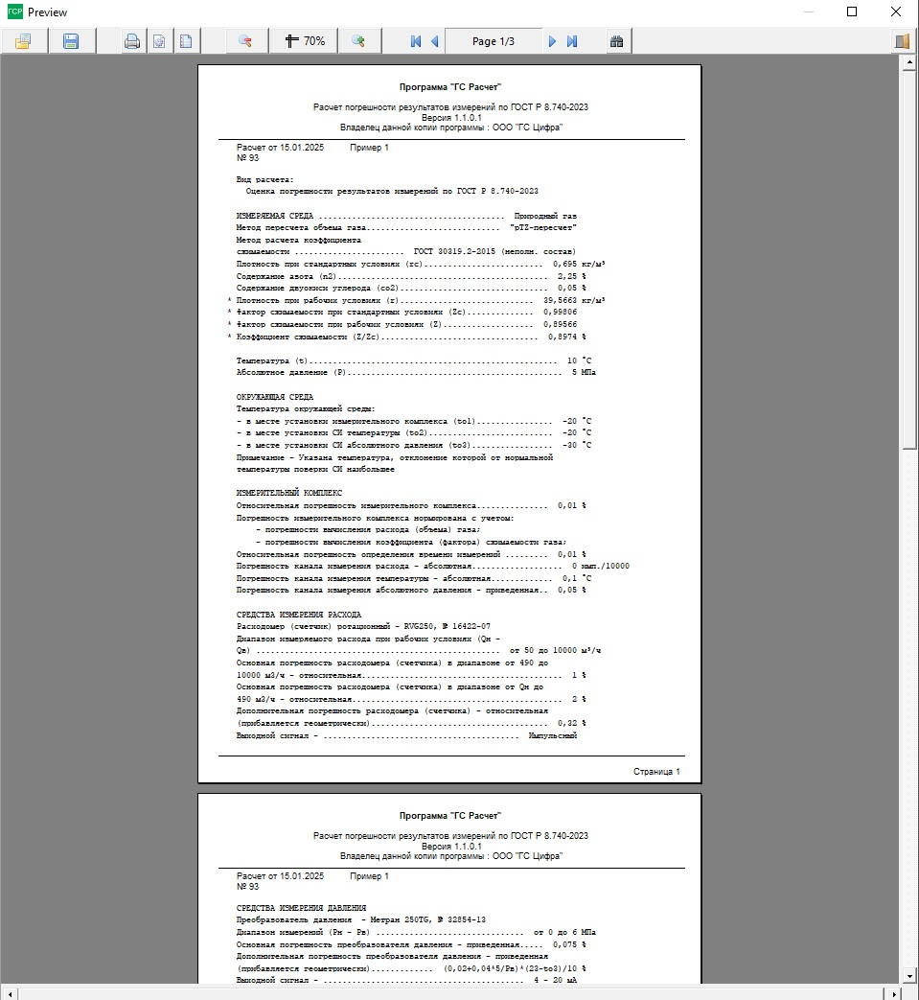 ГСР Preview
70% Page 1/3
Программа "ГС Расчет"
Расчет погрешности результатов измерений по ГОСТ Р 8.740-2023
Версия 1.1.0.1
Владелец данной копии программы : ООО "ГС Цифра"
Расчет от 15.01.2025 Пример 1
№ 93
Вид расчета:
Оценка погрешности результатов измерений по ГОСТ Р 8.740-2023
ИЗМЕРЯЕМАЯ СРЕДА ....................................... Природный газ
Метод пересчета объема газа............................ "pTZ-пересчет"
Метод расчета коэффициента
сжимаемости ....................... ГОСТ 30319.2-2015 (неполн. состав)
Плотность при стандартных условиях (rc)......................... 0,695 кг/м³
Содержание азота (n2)............................................ 2,25 %
Содержание двуокиси углерода (co2)............................... 0,05 %
* Плотность при рабочих условиях (r)............................ 39,5663 кг/м³
* Фактор сжимаемости при стандартных условиях (Zc)............... 0,99806
* Фактор сжимаемости при рабочих условиях (Z).................... 0,89566
* Коэффициент сжимаемости (Z/Zc)................................. 0,8974 %
Температура (t).................................................... 10 °C
Абсолютное давление (P)............................................. 5 МПа
ОКРУЖАЮЩАЯ СРЕДА
Температура окружающей среды:
- в месте установки измерительного комплекса (to1)................ -20 °C
- в месте установки СИ температуры (to2).......................... -20 °C
- в месте установки СИ абсолютного давления (to3)................. -30 °C
Примечание - Указана температура, отклонение которой от нормальной
температуры поверки СИ наибольшее
ИЗМЕРИТЕЛЬНЫЙ КОМПЛЕКС
Относительная погрешность измерительного комплекса............... 0,01 %
Погрешность измерительного комплекса нормирована с учетом:
- погрешности вычисления расхода (объема) газа;
- погрешности вычисления коэффициента (фактора) сжимаемости газа;
Относительная погрешность определения времени измерений ......... 0,01 %
Погрешность канала измерения расхода - абсолютная................... 0 имп./10000
Погрешность канала измерения температуры - абсолютная............. 0,1 °C
Погрешность канала измерения абсолютного давления - приведенная.. 0,05 %
СРЕДСТВА ИЗМЕРЕНИЯ РАСХОДА
Расходомер (счетчик) ротационный - RVG250, № 16422-07
Диапазон измеряемого расхода при рабочих условиях (Qн -
Qв) ................................................... от 50 до 10000 м³/ч
Основная погрешность расходомера (счетчика) в диапазоне от 490 до
10000 м3/ч - относительная.......................................... 1 %
Основная погрешность расходомера (счетчика) в диапазоне от Qн до
490 м3/ч - относительная............................................ 2 %
Дополнительная погрешность расходомера (счетчика) - относительная
(прибавляется геометрически)..................................... 0,32 %
Выходной сигнал - ......................................... Импульсный
Страница 1
Программа "ГС Расчет"
Расчет погрешности результатов измерений по ГОСТ Р 8.740-2023
Версия 1.1.0.1
Владелец данной копии программы : ООО "ГС Цифра"
Расчет от 15.01.2025 Пример 1
№ 93
СРЕДСТВА ИЗМЕРЕНИЯ ДАВЛЕНИЯ
Преобразователь давления - Метран 250TG, № 32854-13
Диапазон измерений (Pн - Pв) ............................... от 0 до 6 МПа
Основная погрешность преобразователя давления - приведенная..... 0,075 %
Дополнительная погрешность преобразователя давления - приведенная
(прибавляется геометрически)............. (0,02+0,04*5/Pв)*(23-to3)/10 %
Выходной сигнал - .......................................... 4 - 20 мА